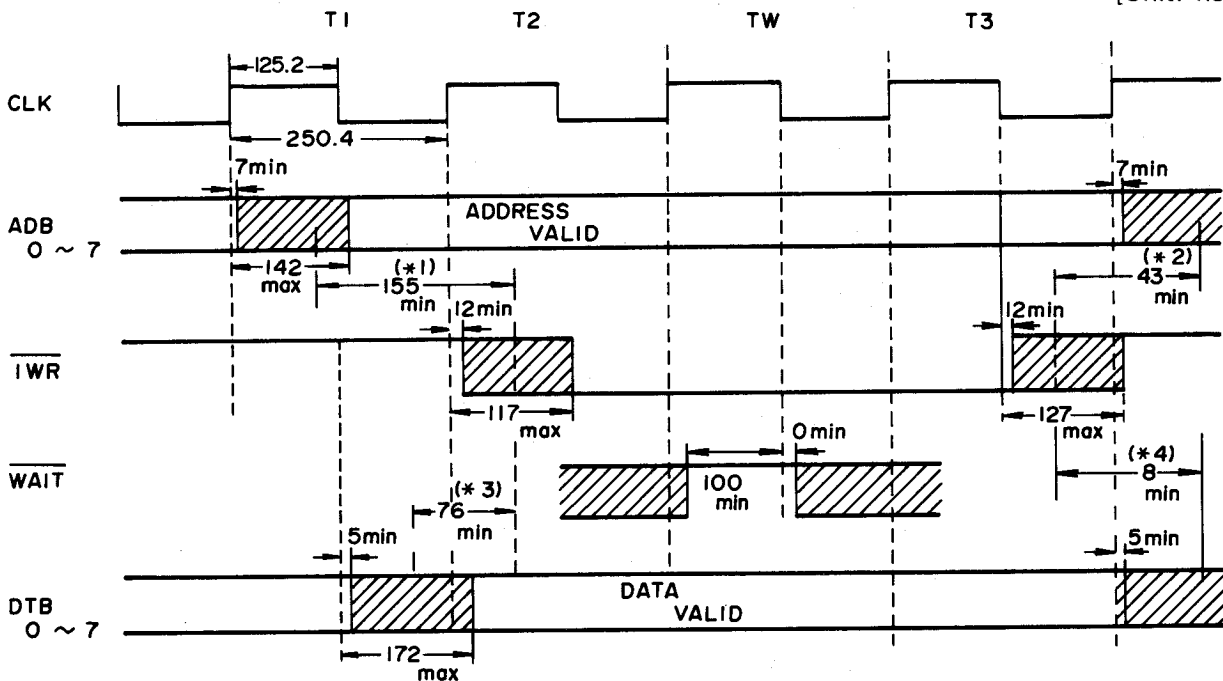 T1 T2 TW T3
CLK
125.2
250.4
7min
7min
ADB
0 ~ 7
ADDRESS
VALID
142
max
(*1)
155
min
(*2)
43
min
12min
12min
IWR
117
max
127
max
WAIT
0min
100
min
(*3)
76
min
(*4)
8
min
5min
5min
DTB
0 ~ 7
DATA
VALID
172
max